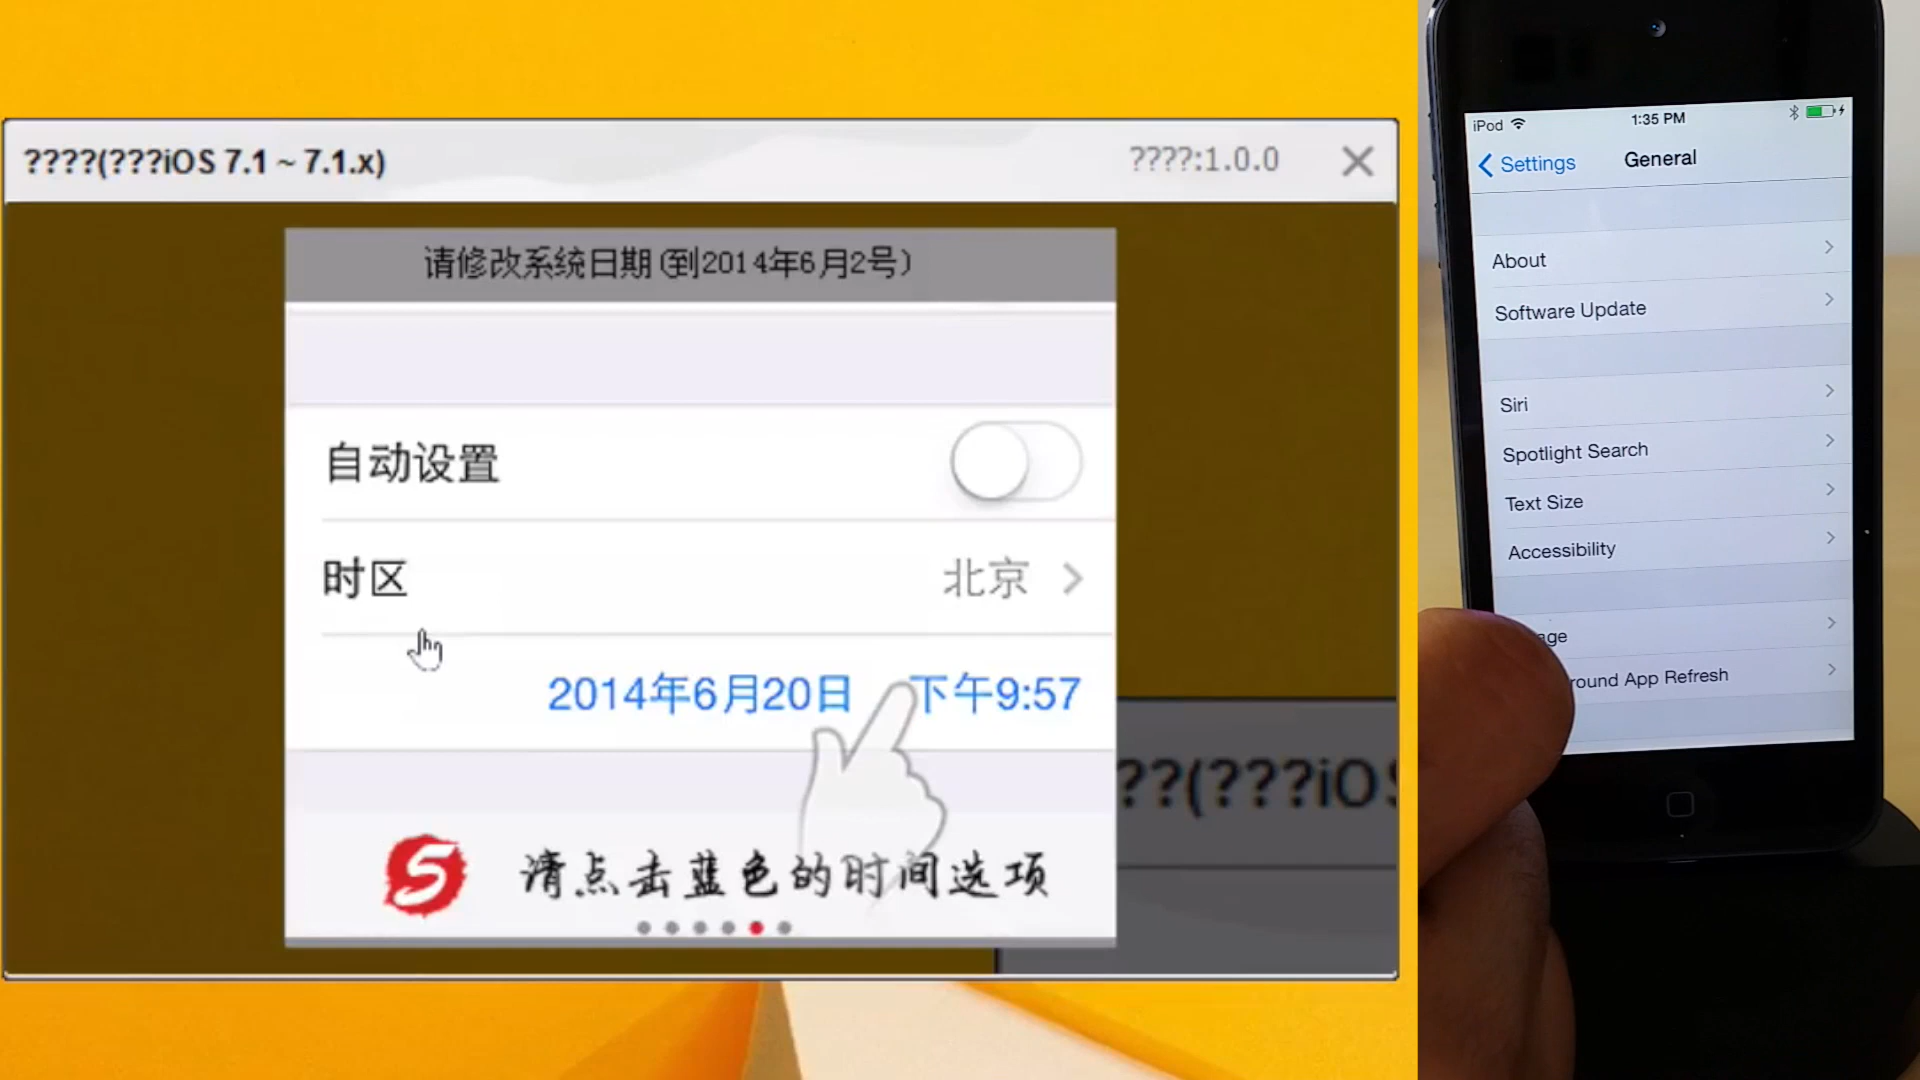 ????(???iOS 7.1 ~ 7.1.x)
????:1.0.0
请修改系统日期(到2014年6月2号)
自动设置
时区
北京
2014年6月20日
下午9:57
请点击蓝色的时间选项
??(???iOS
iPod
1:35 PM
Settings
General
About
Software Update
Siri
Spotlight Search
Text Size
Accessibility
age
round App Refresh